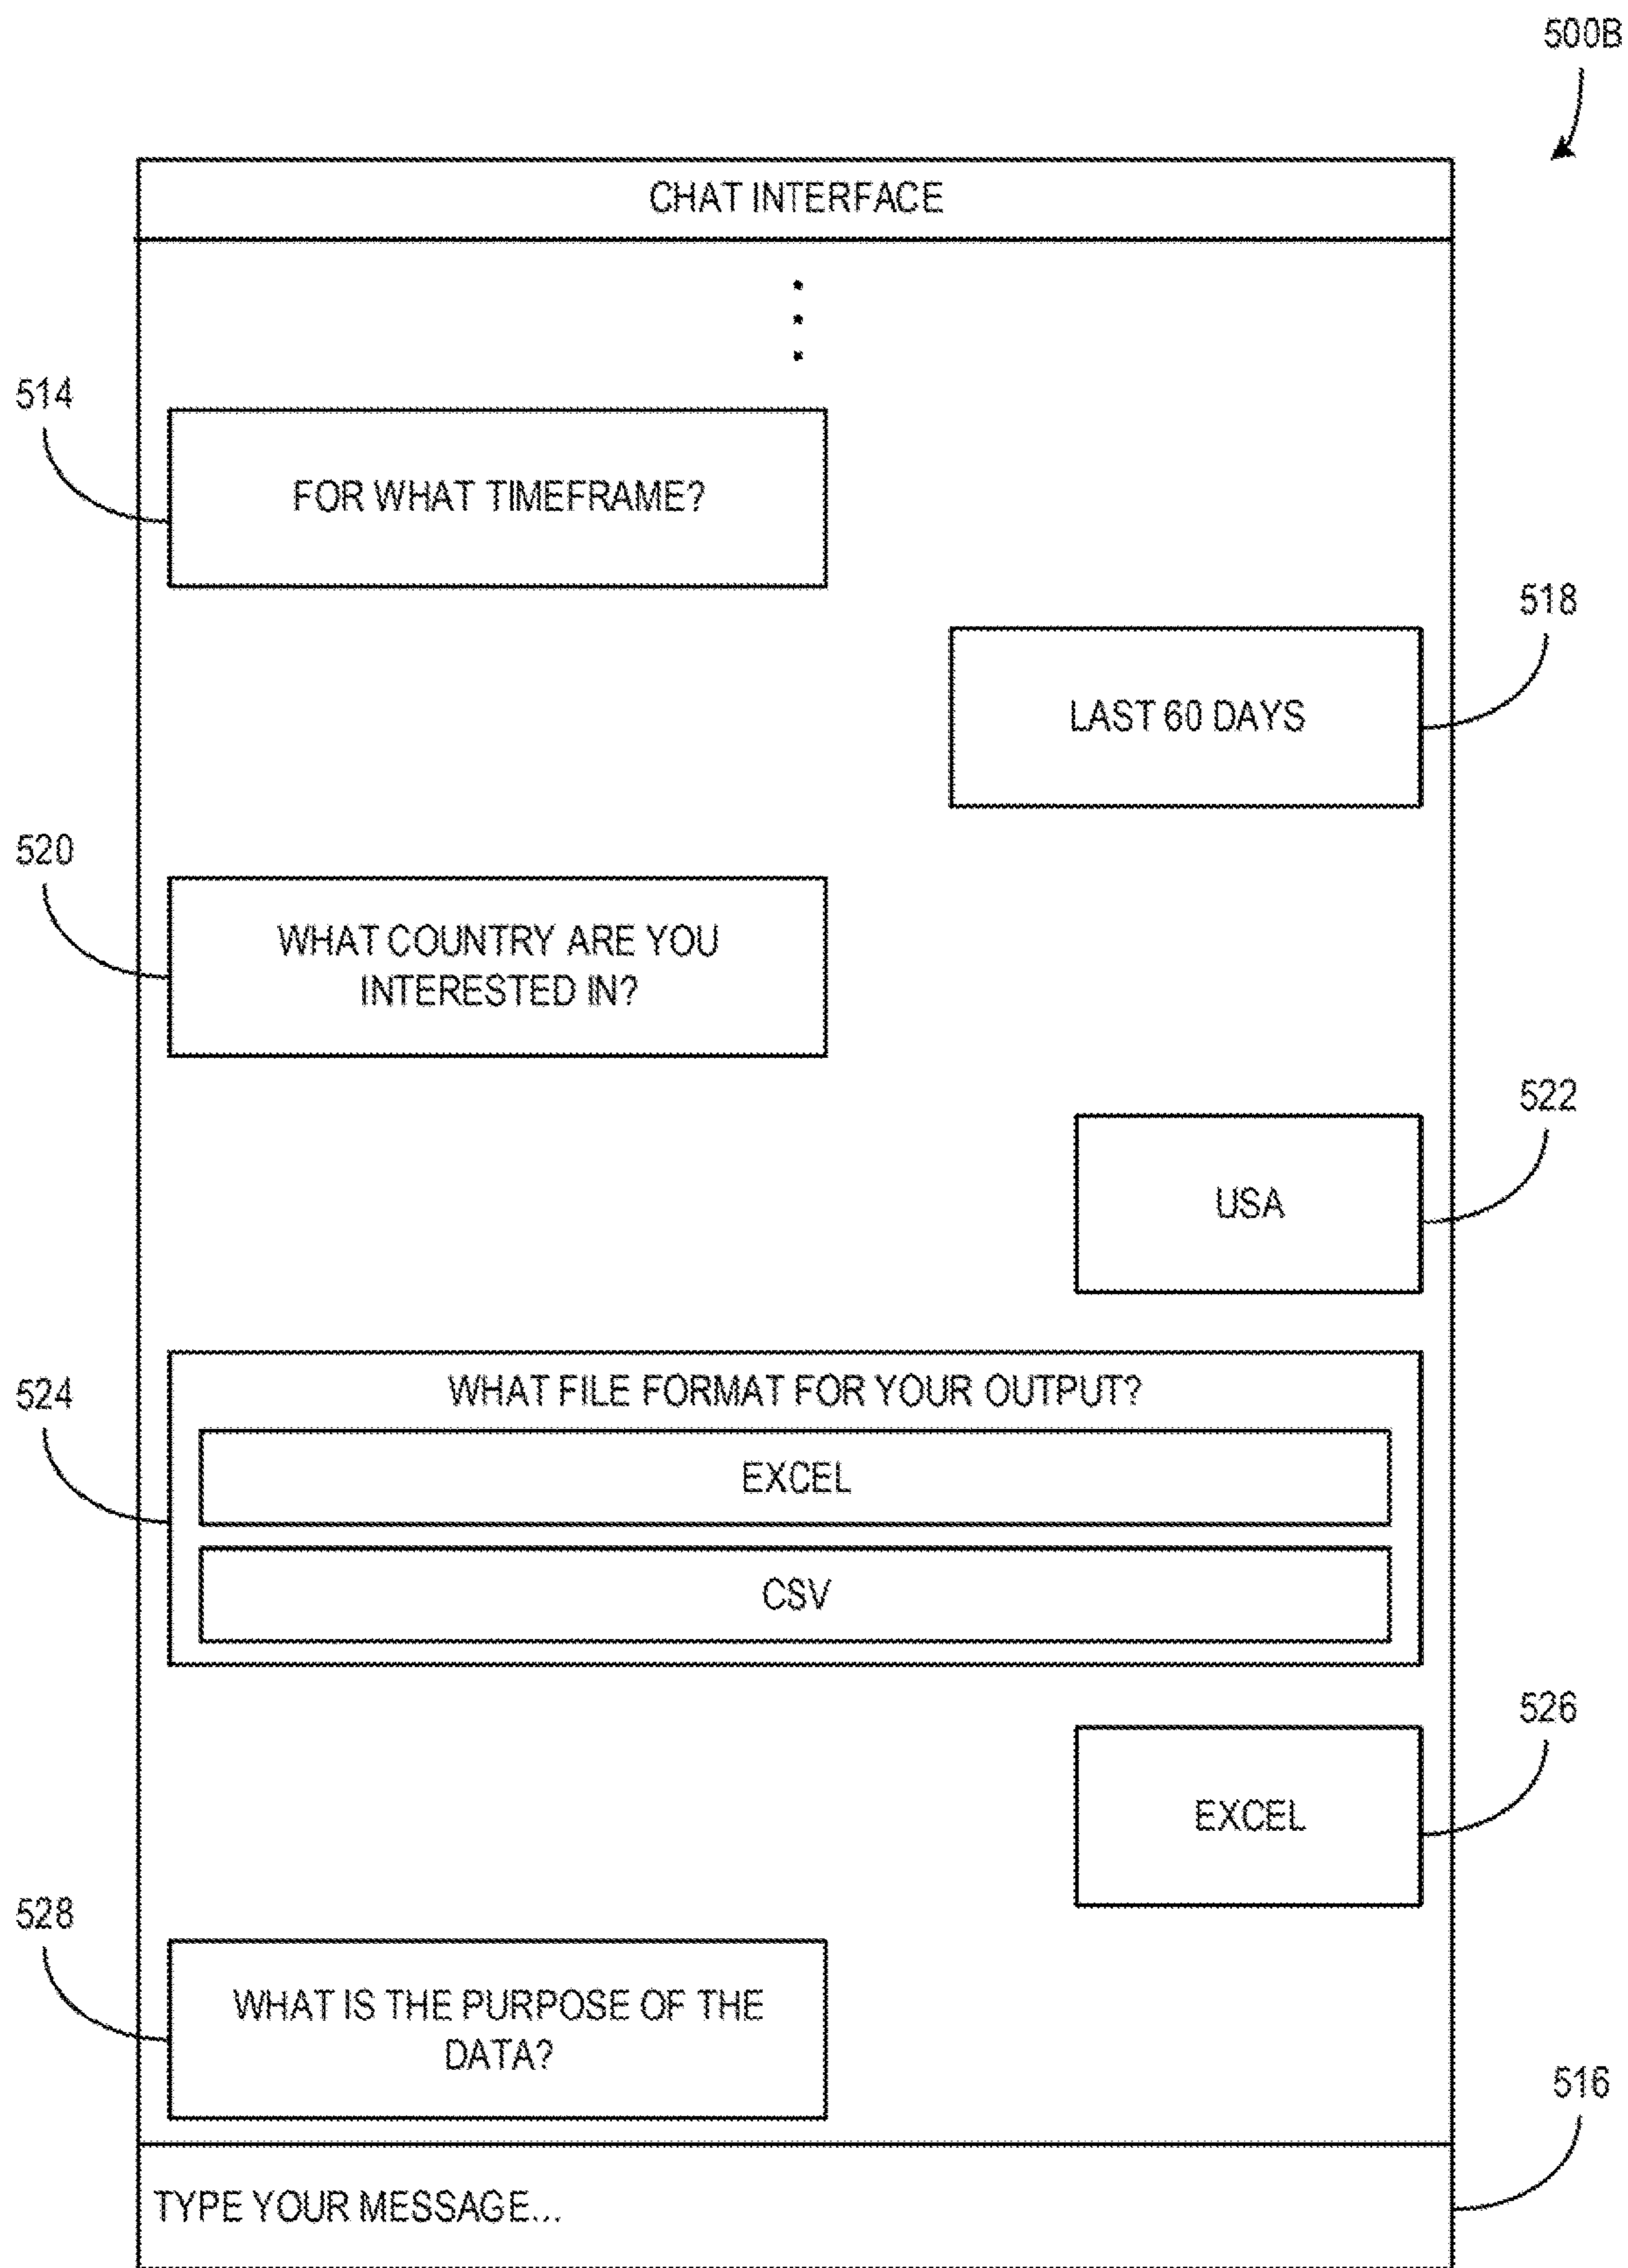 500B
CHAT INTERFACE
514
FOR WHAT TIMEFRAME?
518
LAST 60 DAYS
520
WHAT COUNTRY ARE YOU
INTERESTED IN?
522
USA
524
WHAT FILE FORMAT FOR YOUR OUTPUT?
EXCEL
CSV
526
EXCEL
528
WHAT IS THE PURPOSE OF THE
DATA?
516
TYPE YOUR MESSAGE...